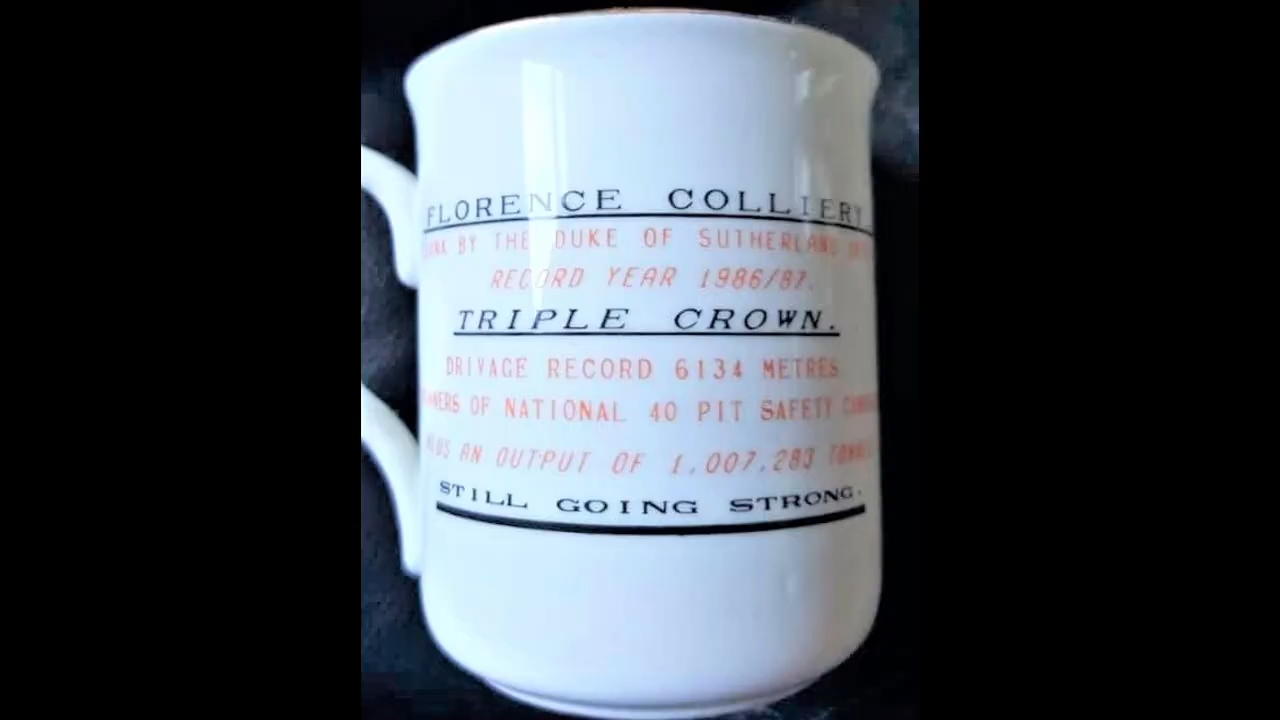 FLORENCE COLLIERY.
BY THE DUKE OF SUTHERLAND
RECORD YEAR 1986/87.
TRIPLE CROWN.
DRIVAGE RECORD 6134 METRES
OF NATIONAL 40 PIT SAFETY
AN OUTPUT OF 1,007,283
STILL GOING STRONG.